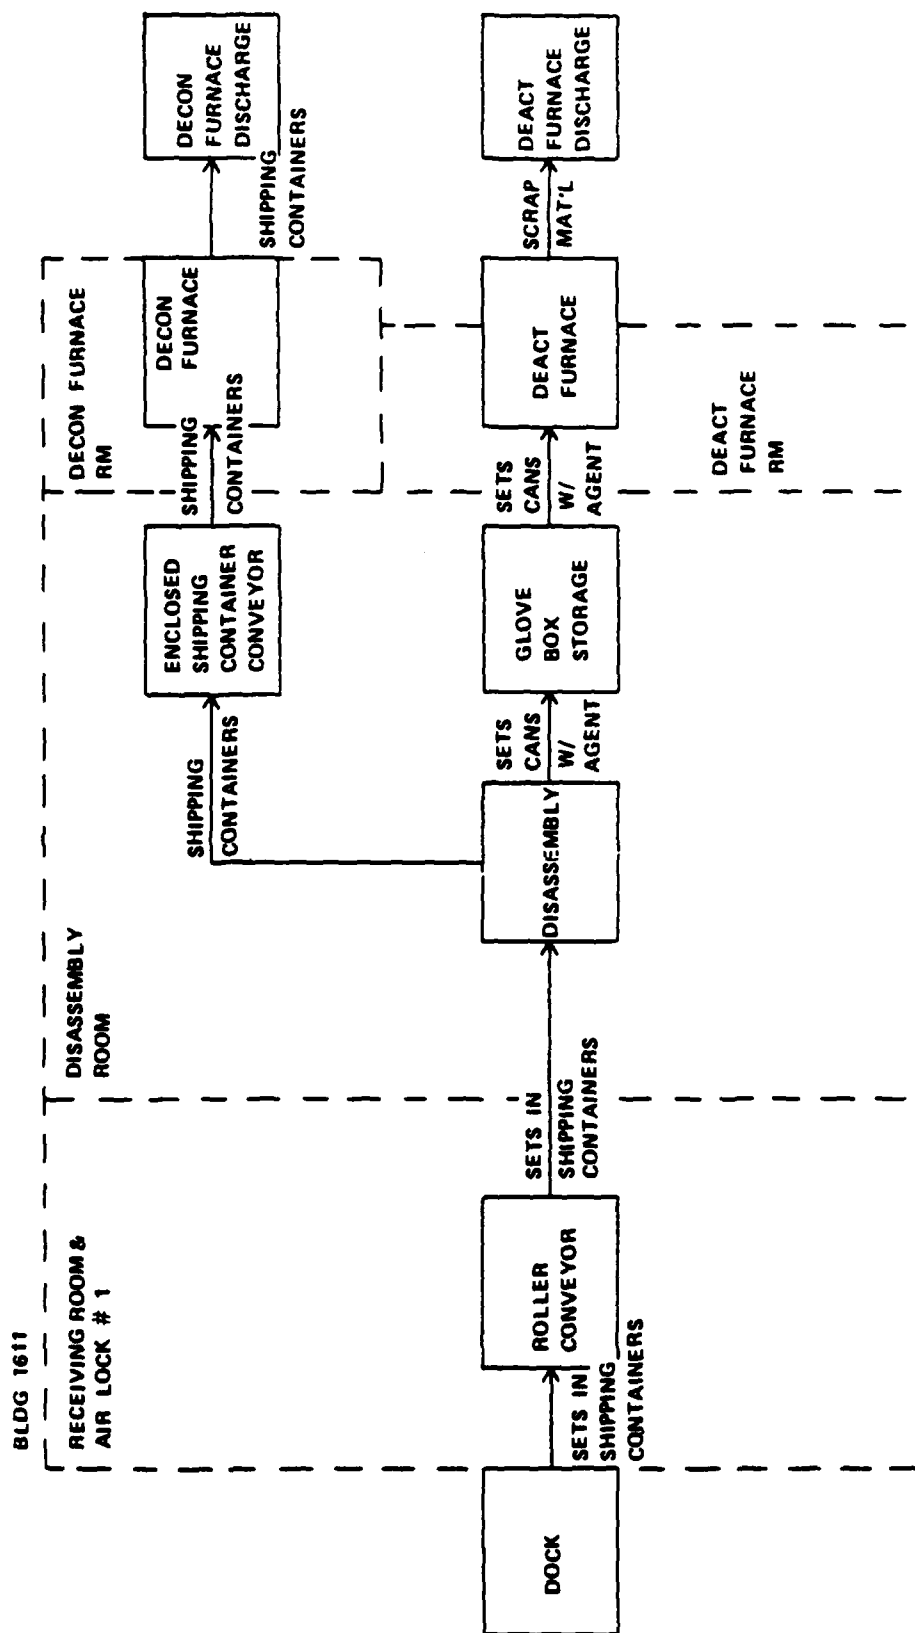 BLDG 1611
RECEIVING ROOM &
AIR LOCK # 1
DISASSEMBLY
ROOM
DECON FURNACE
RM
DEACT
FURNACE
RM
DOCK
SETS IN
SHIPPING
CONTAINERS
ROLLER
CONVEYOR
SETS IN
SHIPPING
CONTAINERS
DISASSEMBLY
SHIPPING
CONTAINERS
ENCLOSED
SHIPPING
CONTAINER
CONVEYOR
SHIPPING
CONTAINERS
DECON
FURNACE
SHIPPING
CONTAINERS
DECON
FURNACE
DISCHARGE
SETS
CANS
W/
AGENT
GLOVE
BOX
STORAGE
SETS
CANS
W/
AGENT
DEACT
FURNACE
SCRAP
MAT'L
DEACT
FURNACE
DISCHARGE